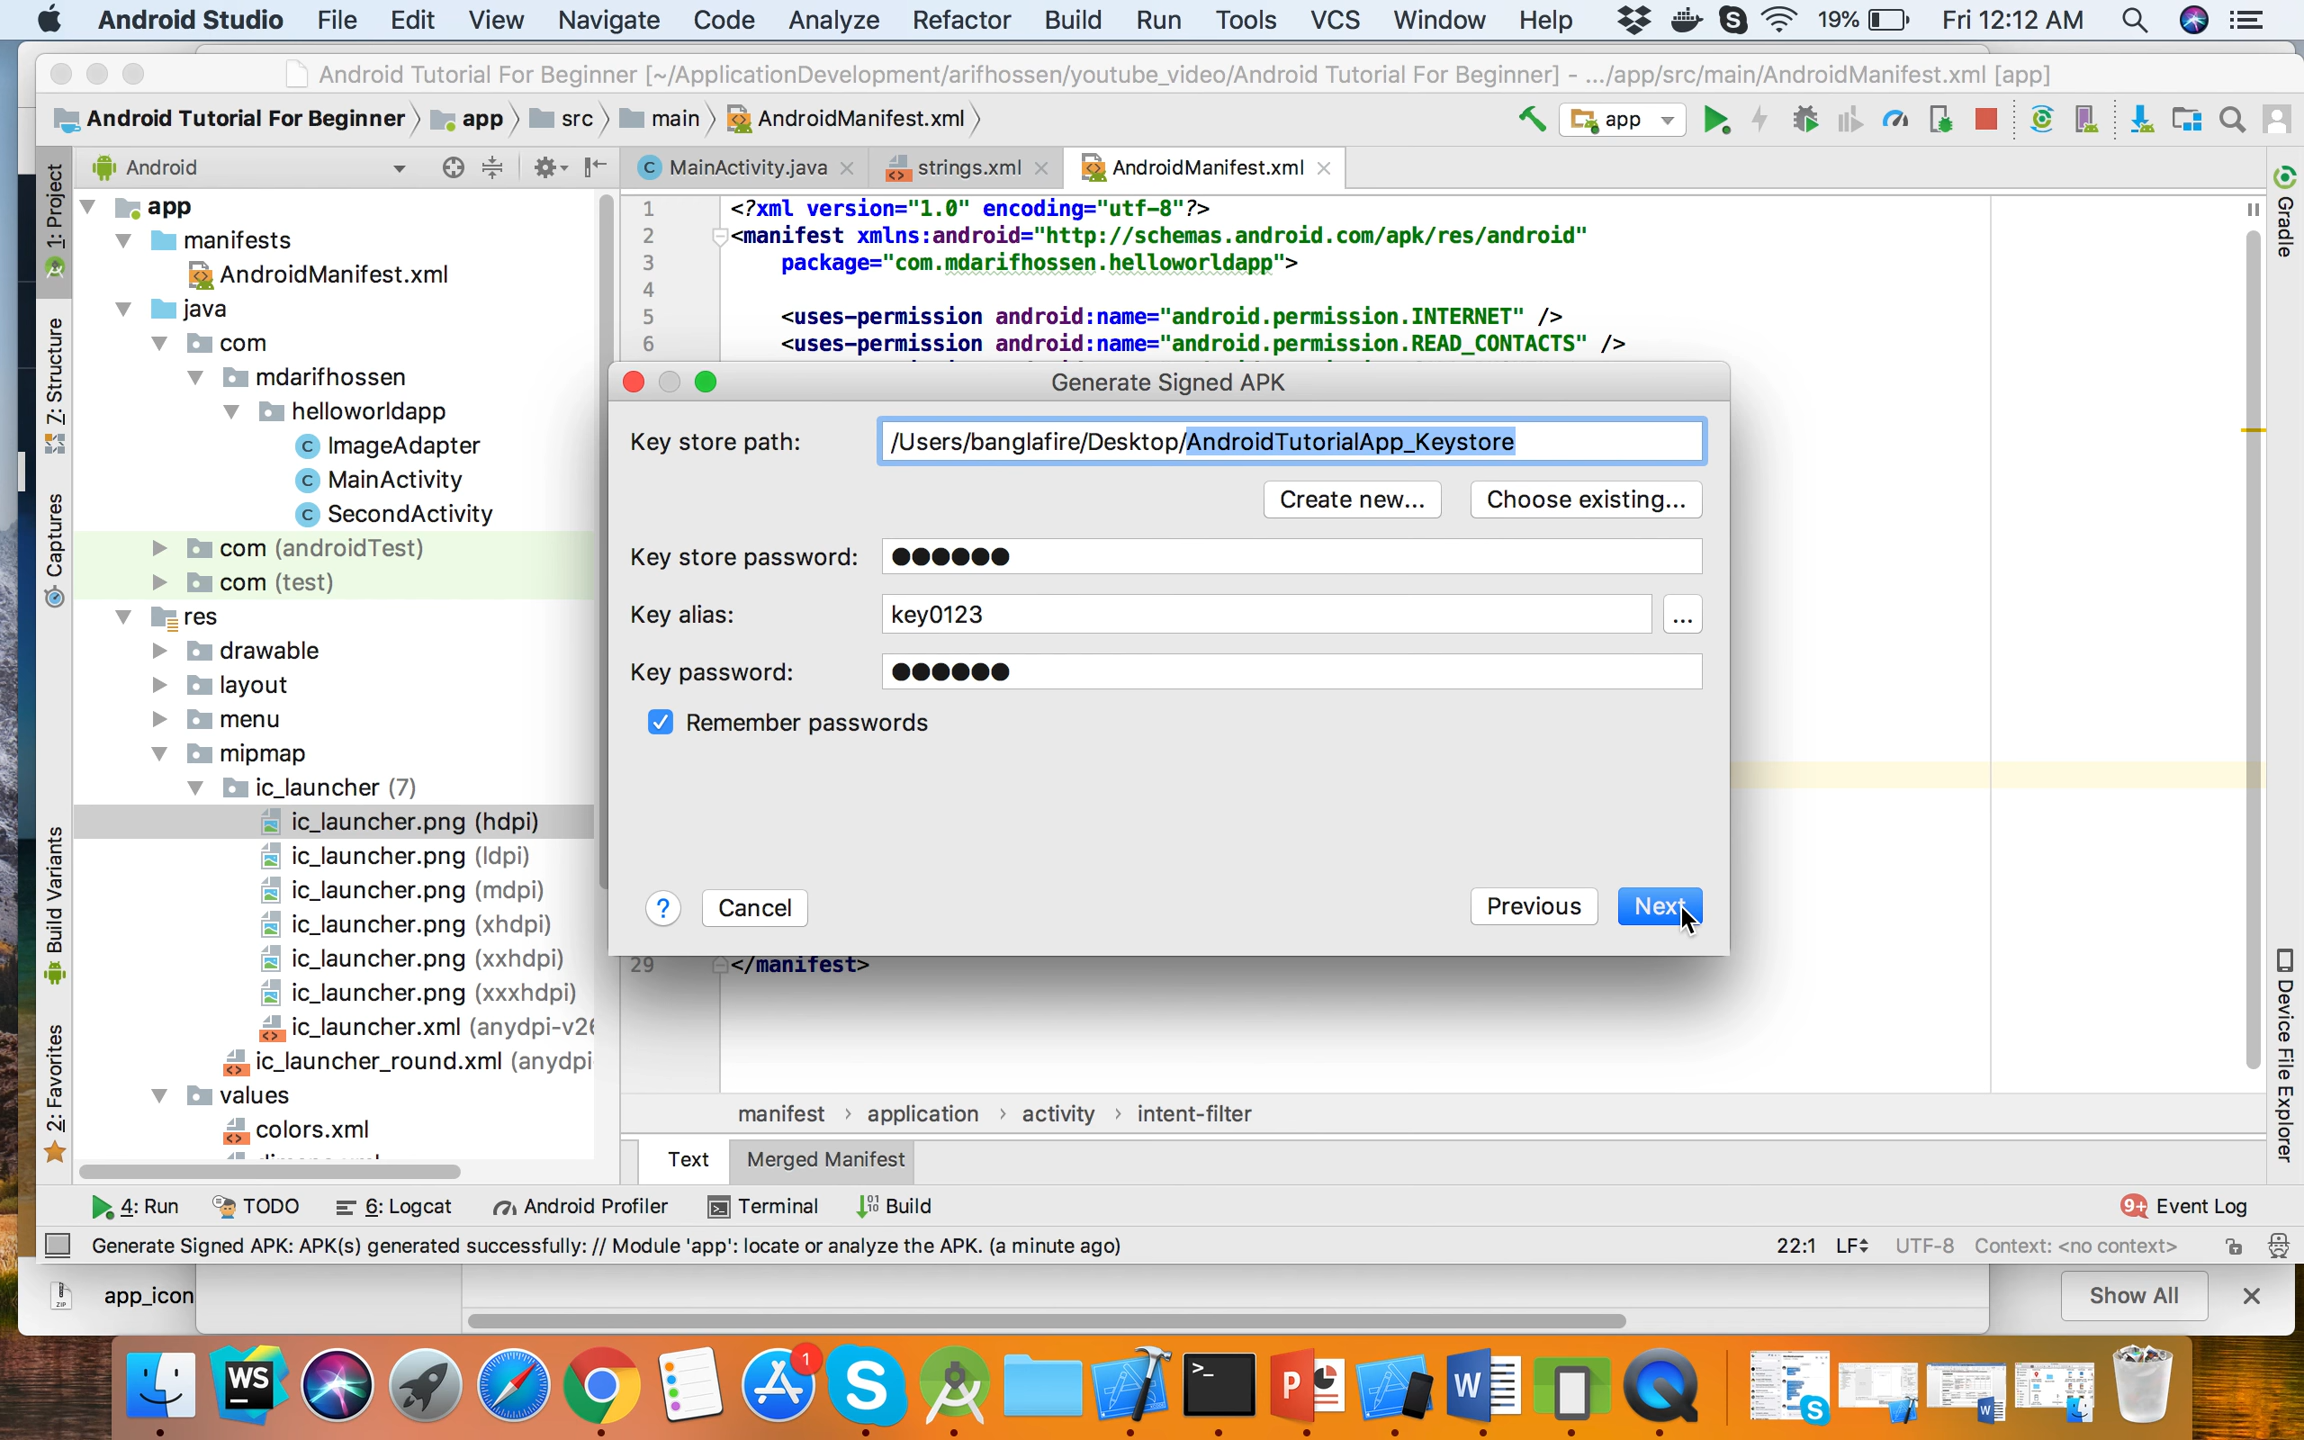 Android Studio File Edit View Navigate Code Analyze Refactor Build Run Tools VCS Window Help 19% Fri 12:12 AM
Android Tutorial For Beginner [~/ApplicationDevelopment/arifhossen/youtube_video/Android Tutorial For Beginner] - .../app/src/main/AndroidManifest.xml [app]
Android Tutorial For Beginner app src main AndroidManifest.xml app
Android MainActivity.java strings.xml AndroidManifest.xml
1: Project
Z: Structure
Captures
Build Variants
2: Favorites
app
manifests
AndroidManifest.xml
java
com
mdarifhossen
helloworldapp
ImageAdapter
MainActivity
SecondActivity
com (androidTest)
com (test)
res
drawable
layout
menu
mipmap
ic_launcher (7)
ic_launcher.png (hdpi)
ic_launcher.png (ldpi)
ic_launcher.png (mdpi)
ic_launcher.png (xhdpi)
ic_launcher.png (xxhdpi)
ic_launcher.png (xxxhdpi)
ic_launcher.xml (anydpi-v26
ic_launcher_round.xml (anydpi-
values
colors.xml
1 <?xml version="1.0" encoding="utf-8"?>
2 <manifest xmlns:android="http://schemas.android.com/apk/res/android"
3 package="com.mdarifhossen.helloworldapp">
4
5 <uses-permission android:name="android.permission.INTERNET" />
6 <uses-permission android:name="android.permission.READ_CONTACTS" />
Generate Signed APK
Key store path: /Users/banglafire/Desktop/AndroidTutorialApp_Keystore
Create new... Choose existing...
Key store password: ●●●●●●
Key alias: key0123 ...
Key password: ●●●●●●
Remember passwords
? Cancel Previous Next
29 </manifest>
manifest › application › activity › intent-filter
Text Merged Manifest
Gradle
Device File Explorer
4: Run TODO 6: Logcat Android Profiler Terminal Build 9+ Event Log
Generate Signed APK: APK(s) generated successfully: // Module 'app': locate or analyze the APK. (a minute ago) 22:1 LF UTF-8 Context: <no context>
ZIP app_icon Show All
WS 1 S >_ P W